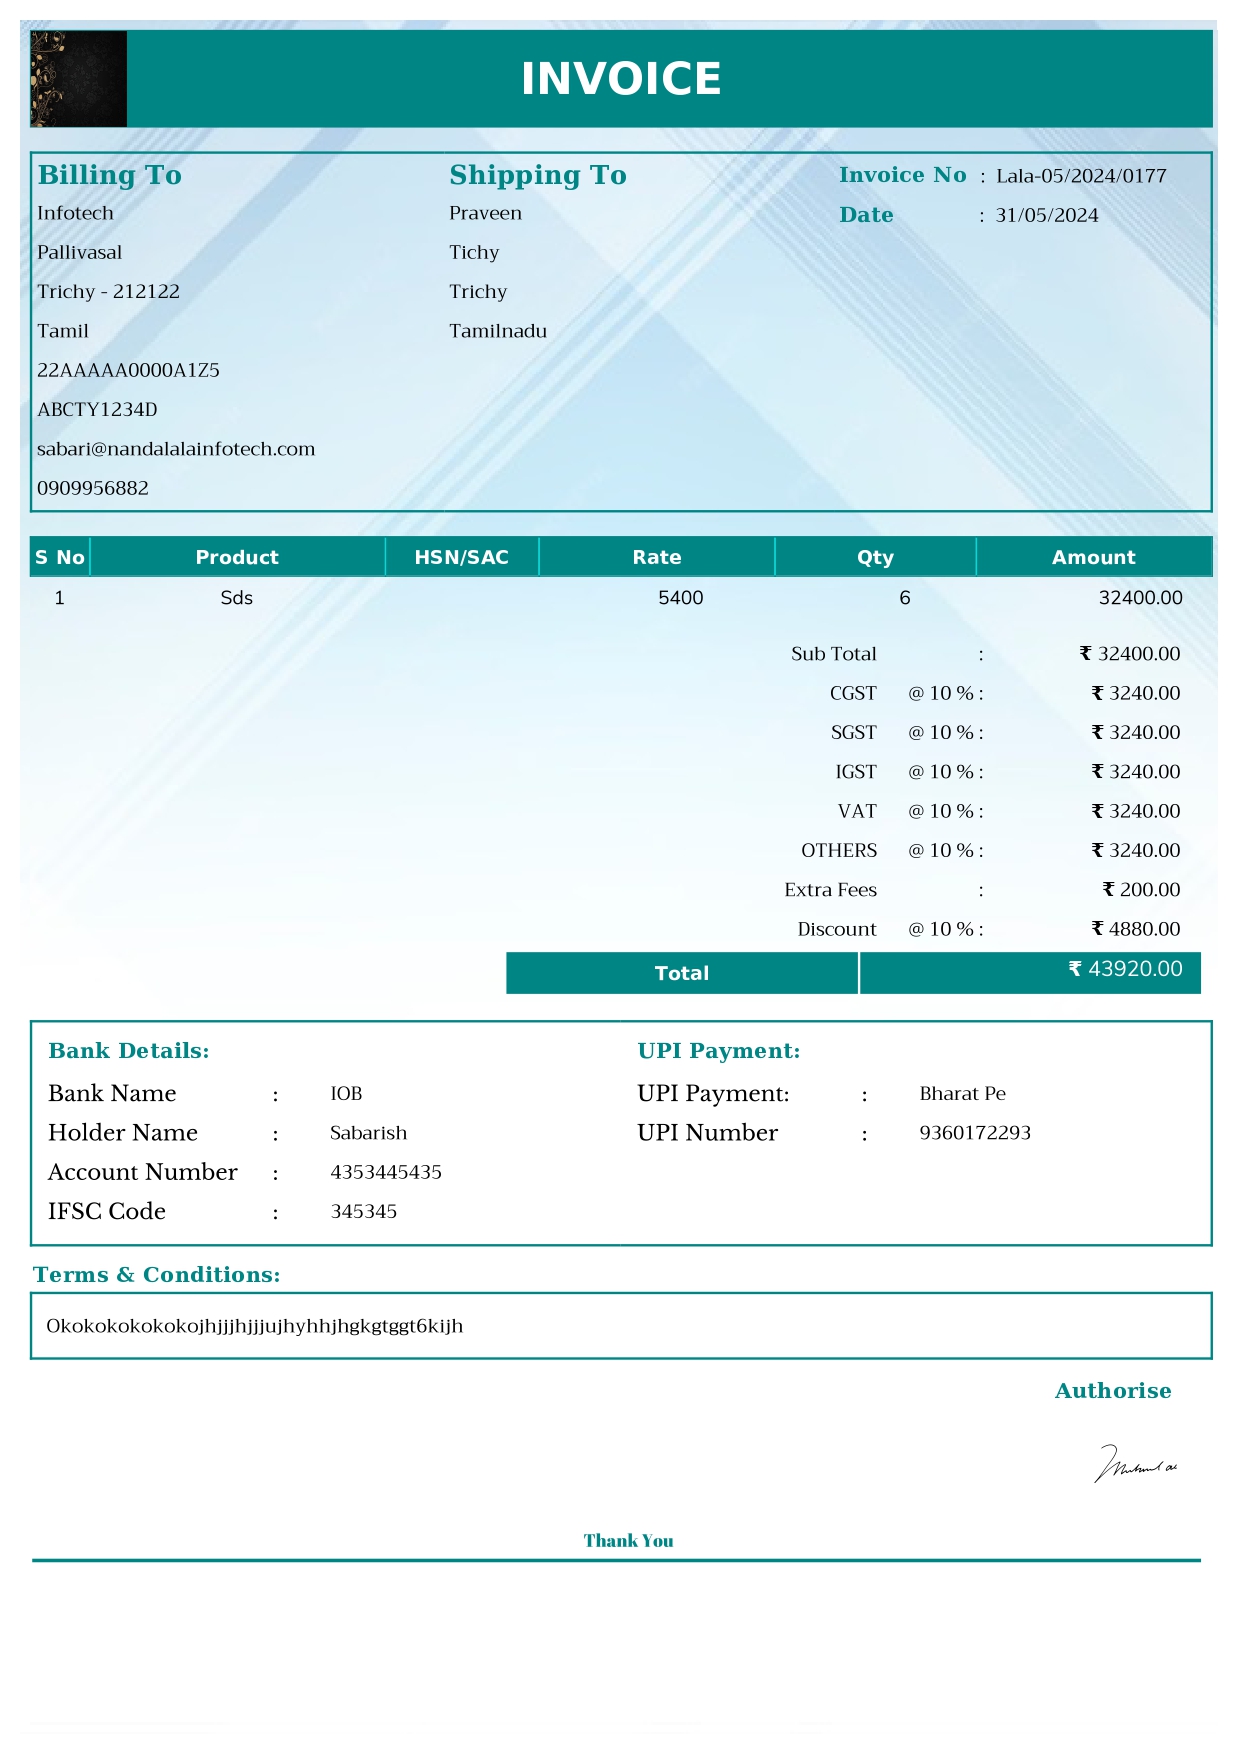 INVOICE
Billing To
Infotech
Pallivasal
Trichy - 212122
Tamil
22AAAAA0000A1Z5
ABCTY1234D
sabari@nandalalainfotech.com
0909956882
Shipping To
Praveen
Tichy
Trichy
Tamilnadu
Invoice No : Lala-05/2024/0177
Date : 31/05/2024
S No Product HSN/SAC Rate Qty Amount
1 Sds 5400 6 32400.00
Sub Total : ₹ 32400.00
CGST @ 10 % : ₹ 3240.00
SGST @ 10 % : ₹ 3240.00
IGST @ 10 % : ₹ 3240.00
VAT @ 10 % : ₹ 3240.00
OTHERS @ 10 % : ₹ 3240.00
Extra Fees : ₹ 200.00
Discount @ 10 % : ₹ 4880.00
Total ₹ 43920.00
Bank Details:
Bank Name : IOB
Holder Name : Sabarish
Account Number : 4353445435
IFSC Code : 345345
UPI Payment:
UPI Payment: : Bharat Pe
UPI Number : 9360172293
Terms & Conditions:
Okokokokokokojhjjjhjjjujhyhhjhgkgtggt6kijh
Authorise
Thank You